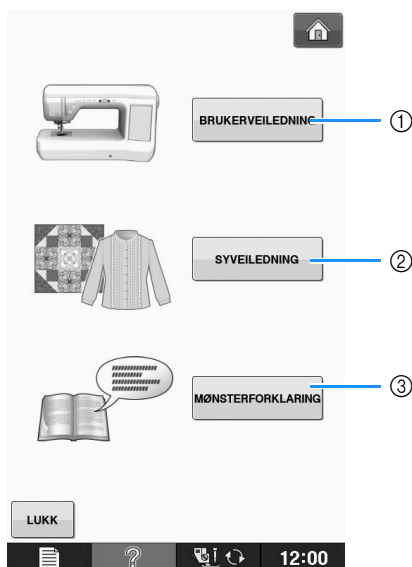 BRUKERVEILEDNING
①
SYVEILEDNING
②
MØNSTERFORKLARING
③
LUKK
12:00